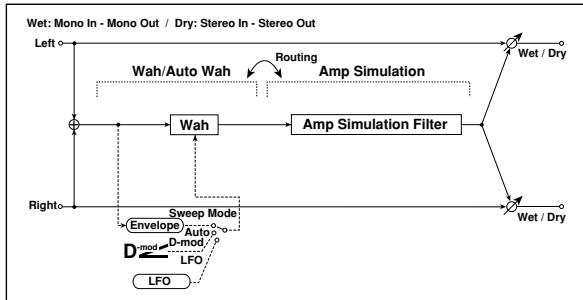 Wet: Mono In - Mono Out / Dry: Stereo In - Stereo Out
Left
Wet / Dry
Routing
Wah/Auto Wah
Amp Simulation
Wah
Amp Simulation Filter
Right
Wet / Dry
Sweep Mode
Envelope
Auto
D-mod
D-mod
LFO
LFO